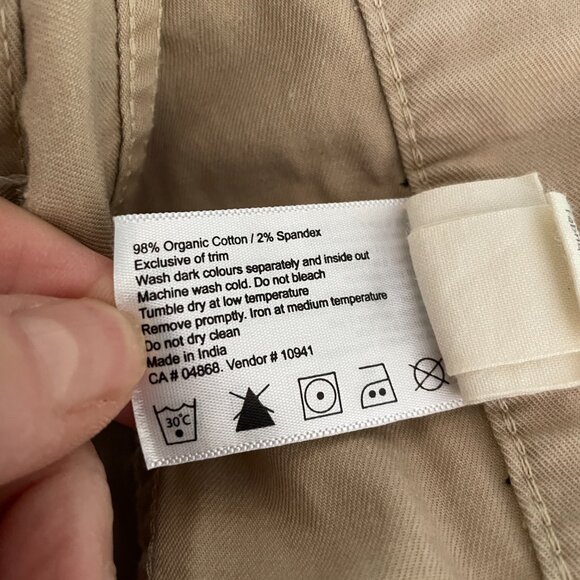 98% Organic Cotton / 2% Spandex
Exclusive of trim
Wash dark colours separately and inside out
Machine wash cold. Do not bleach
Tumble dry at low temperature
Remove promptly. Iron at medium temperature
Do not dry clean
Made in India
CA # 04868. Vendor # 10941
30°C